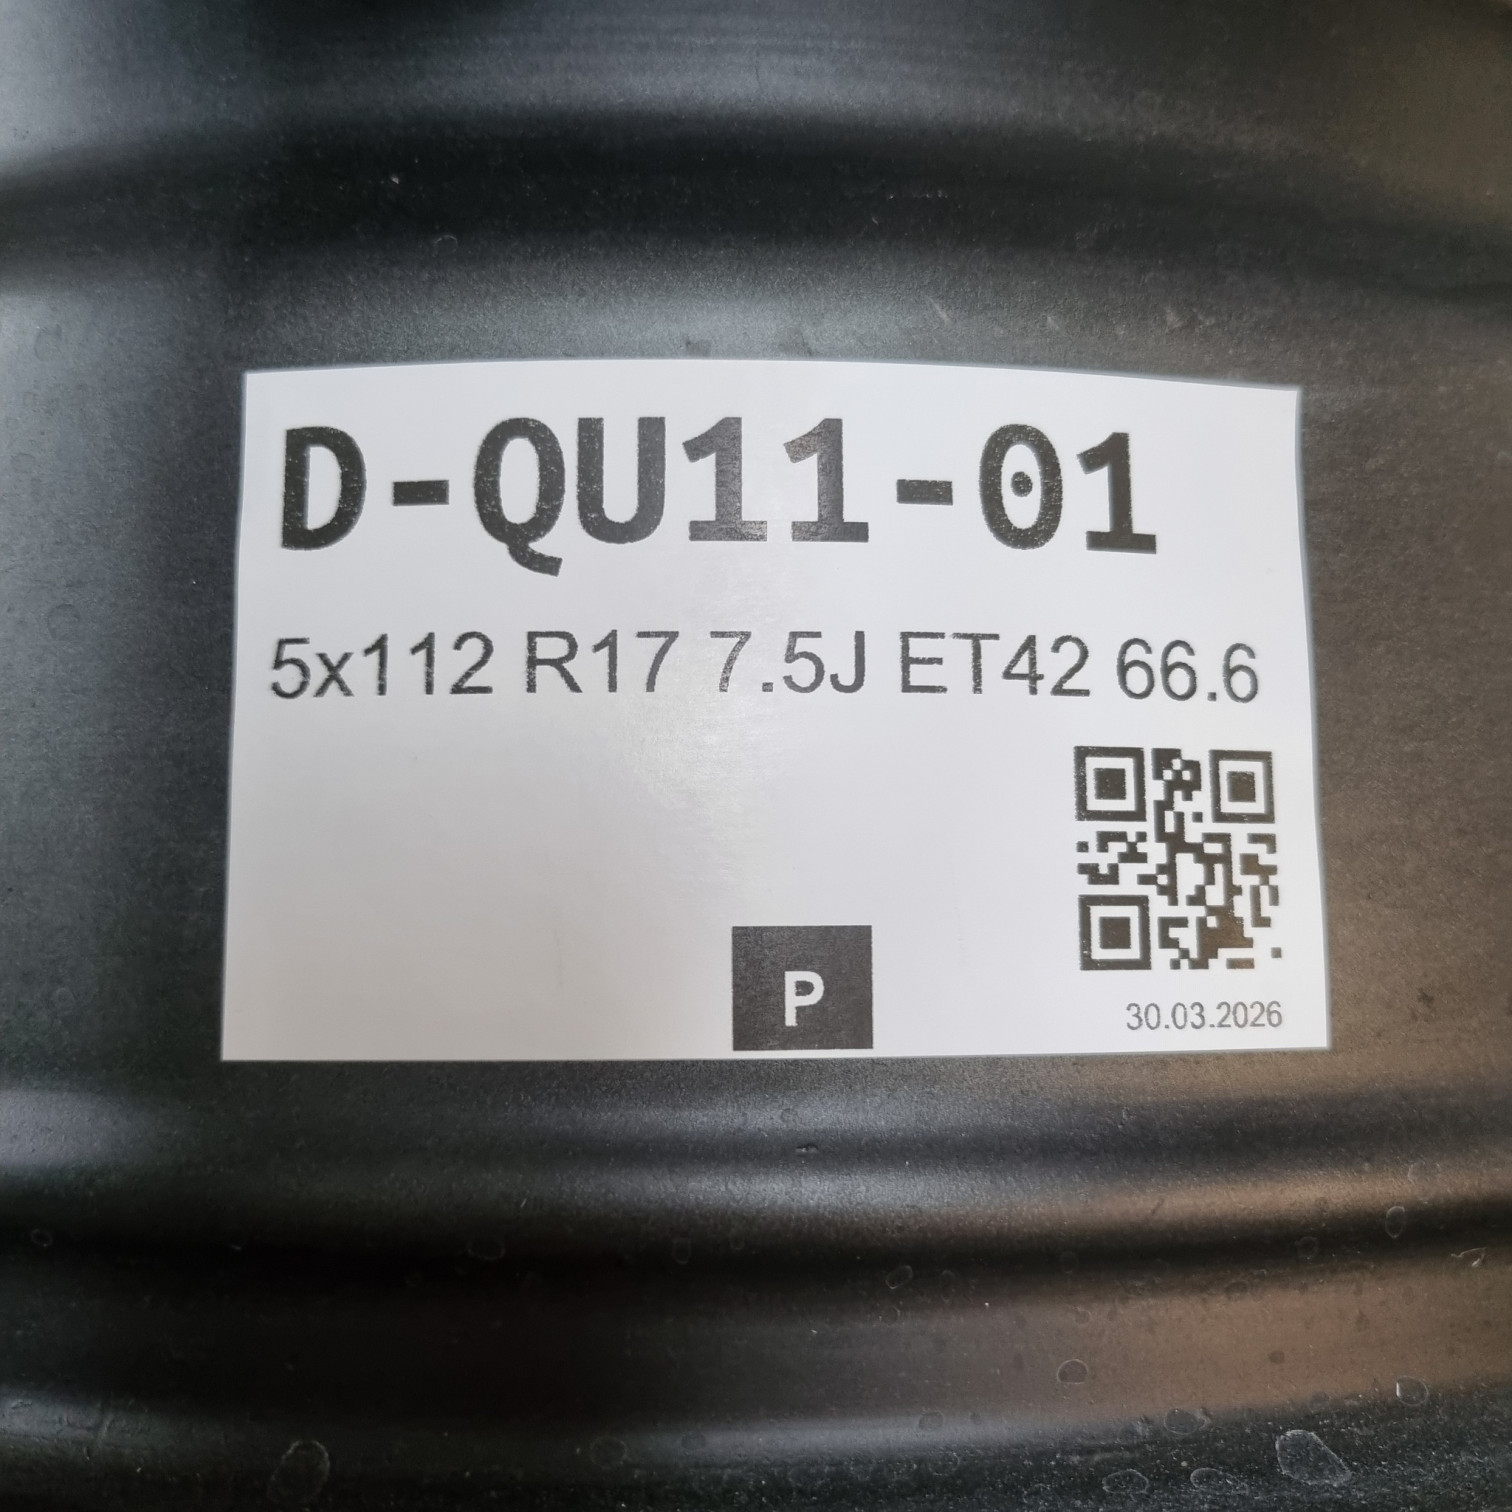 D-QU11-01
5x112 R17 7.5J ET42 66.6
P
30.03.2026